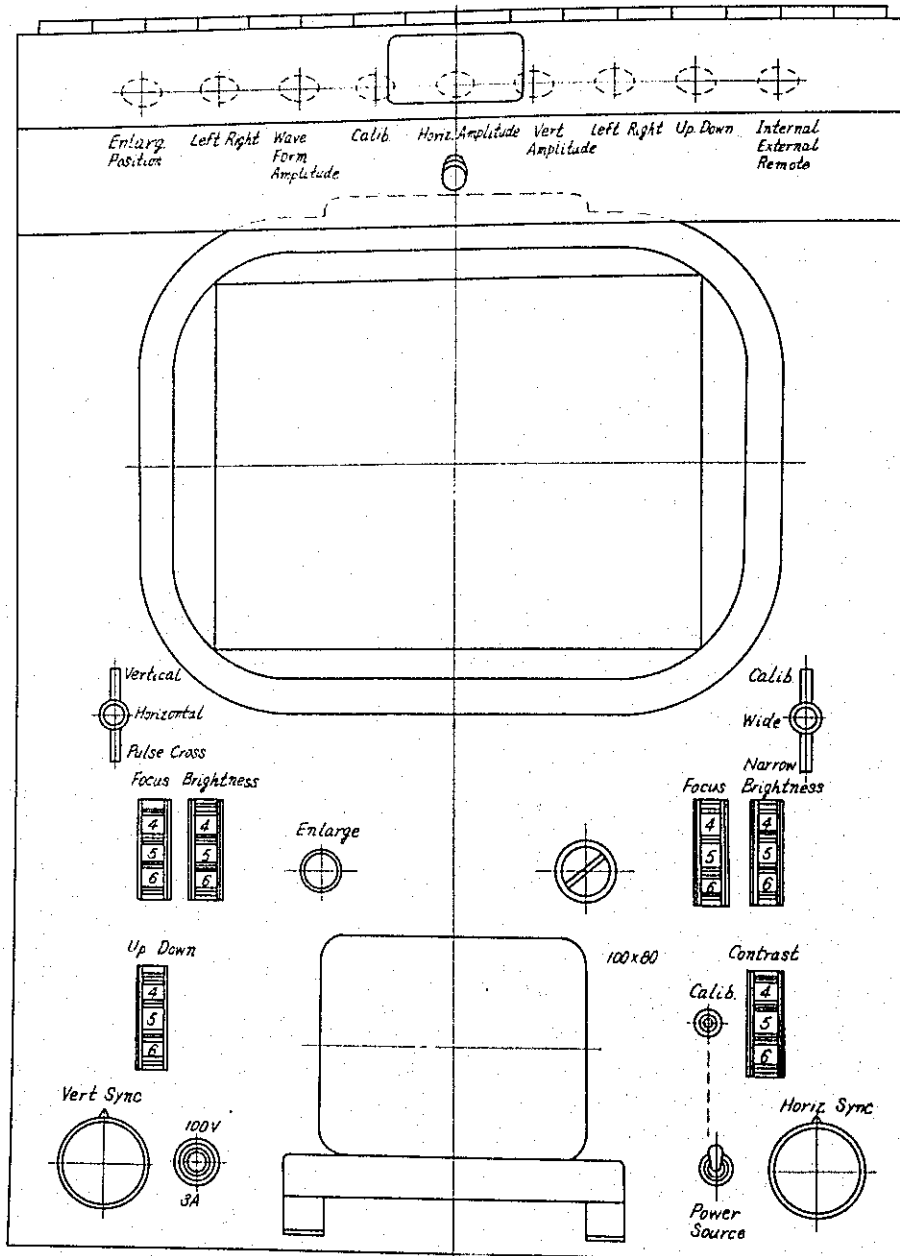 Enlarg.
Position
Left Right
Wave
Form
Amplitude
Calib.
Horiz. Amplitude
Vert
Amplitude
Left Right
Up. Down
Internal
External
Remote
Vertical
Horizontal
Pulse Cross
Calib.
Wide
Narrow
Focus Brightness
4 4
5 5
6 6
Enlarge
Focus Brightness
4 4
5 5
6 6
Up Down
4
5
6
100x80
Contrast
4
5
6
Calib.
Vert Sync
100V
3A
Horiz Sync
Power
Source